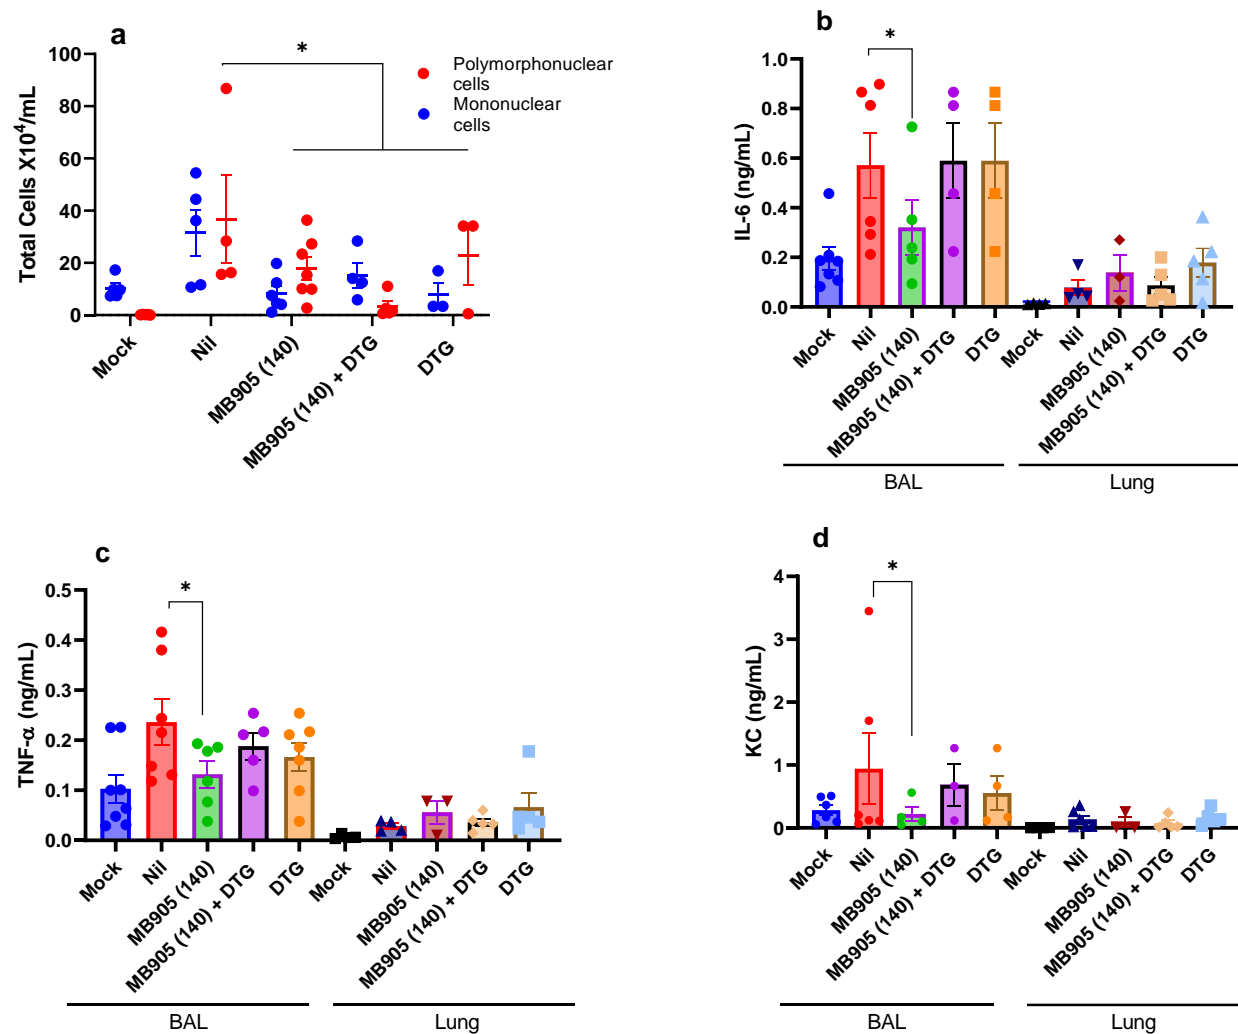 a
Total Cells X10⁴/mL
100
80
60
40
20
0
*
Polymorphonuclear
cells
Mononuclear
cells
Mock
Nil
MB905 (140)
MB905 (140) + DTG
DTG
b
IL-6 (ng/mL)
1.0
0.8
0.6
0.4
0.2
0.0
*
Mock
Nil
MB905 (140)
MB905 (140) + DTG
DTG
Mock
Nil
MB905 (140)
MB905 (140) + DTG
DTG
BAL
Lung
c
TNF-α (ng/mL)
0.5
0.4
0.3
0.2
0.1
0.0
*
Mock
Nil
MB905 (140)
MB905 (140) + DTG
DTG
Mock
Nil
MB905 (140)
MB905 (140) + DTG
DTG
BAL
Lung
d
KC (ng/mL)
4
3
2
1
0
*
Mock
Nil
MB905 (140)
MB905 (140) + DTG
DTG
Mock
Nil
MB905 (140)
MB905 (140) + DTG
DTG
BAL
Lung